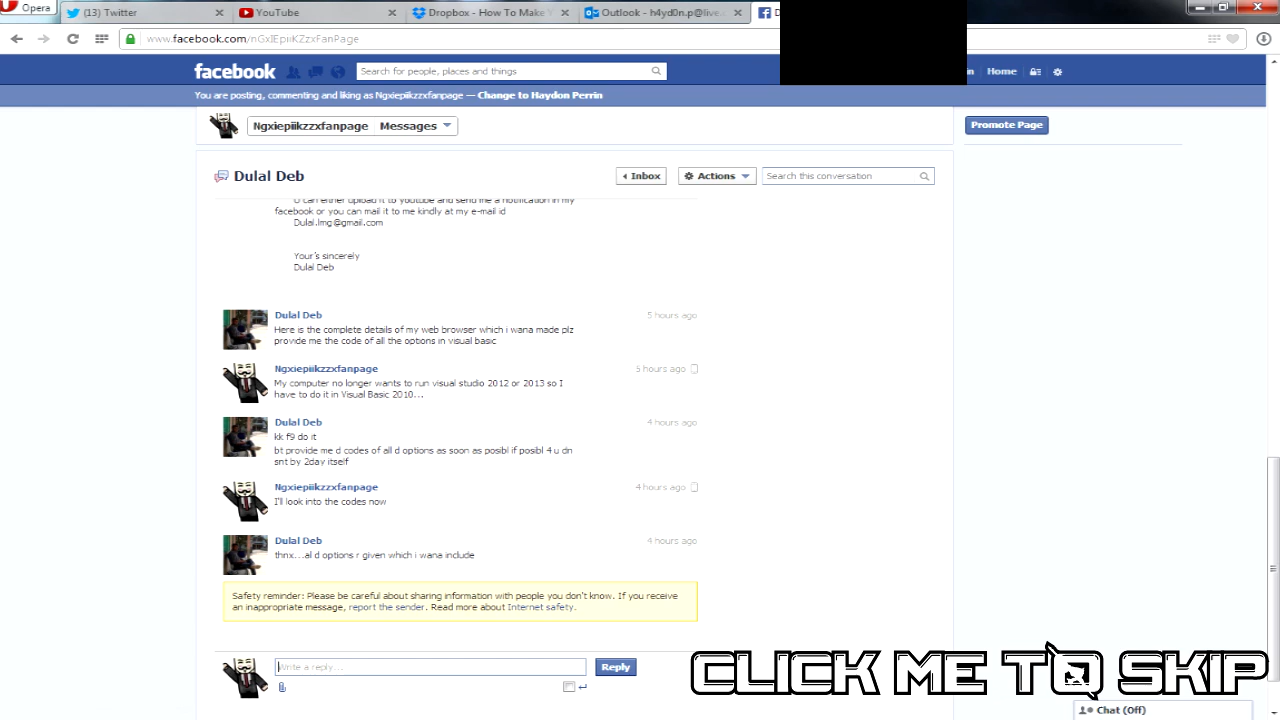 Opera
(13) Twitter
YouTube
Dropbox - How To Make Y
Outlook - h4yd0n.p@live.
D
www.facebook.com/nGxIEpiiKZzxFanPage
facebook
Search for people, places and things
in
Home
You are posting, commenting and liking as Ngxiepiikzzxfanpage — Change to Haydon Perrin
Ngxiepiikzzxfanpage
Messages
Promote Page
Dulal Deb
Inbox
Actions
Search this conversation
U can either upload it to youtube and send me a notification in my
facebook or you can mail it to me kindly at my e-mail id
Dulal.lmg@gmail.com
Your's sincerely
Dulal Deb
Dulal Deb
5 hours ago
Here is the complete details of my web browser which i wana made plz
provide me the code of all the options in visual basic
Ngxiepiikzzxfanpage
5 hours ago
My computer no longer wants to run visual studio 2012 or 2013 so I
have to do it in Visual Basic 2010...
Dulal Deb
4 hours ago
kk f9 do it
bt provide me d codes of all d options as soon as posibl if posibl 4 u dn
snt by 2day itself
Ngxiepiikzzxfanpage
4 hours ago
I'll look into the codes now
Dulal Deb
4 hours ago
thnx...al d options r given which i wana include
Safety reminder: Please be careful about sharing information with people you don't know. If you receive
an inappropriate message, report the sender. Read more about Internet safety.
Write a reply...
Reply
CLICK ME TO SKIP
Chat (Off)